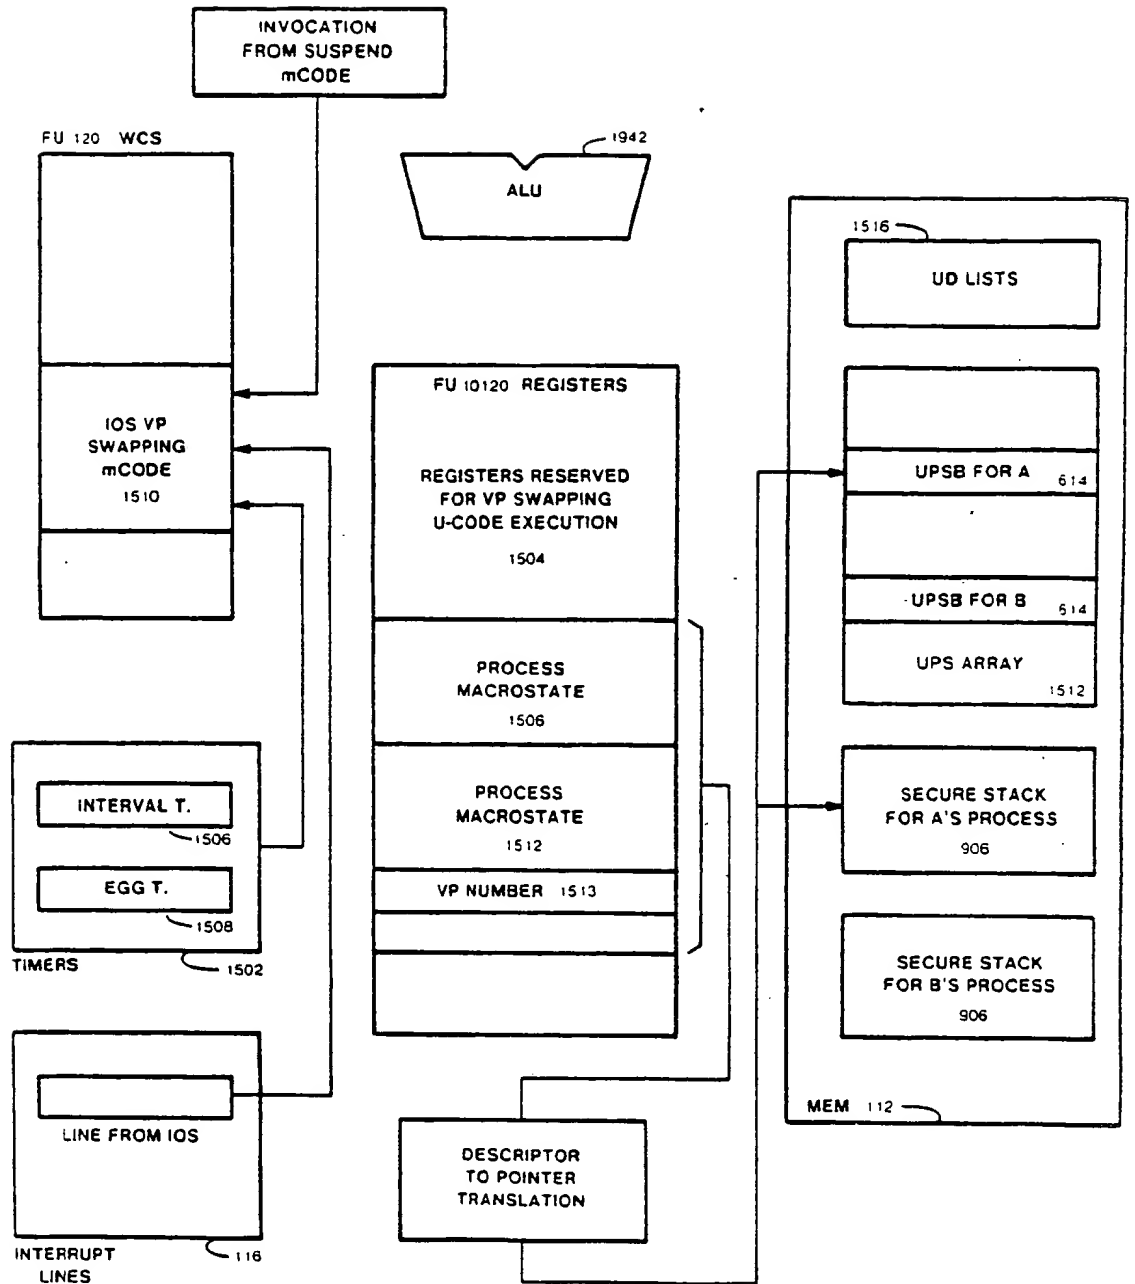 INVOCATION
FROM SUSPEND
mCODE
FU 120 WCS
1942
ALU
1516
UD LISTS
FU 10120 REGISTERS
IOS VP
SWAPPING
mCODE
1510
REGISTERS RESERVED
FOR VP SWAPPING
U-CODE EXECUTION
1504
UPSB FOR A
614
UPSB FOR B
614
UPS ARRAY
1512
PROCESS
MACROSTATE
1506
PROCESS
MACROSTATE
1512
VP NUMBER 1513
INTERVAL T.
1506
EGG T.
1508
TIMERS
1502
SECURE STACK
FOR A'S PROCESS
906
SECURE STACK
FOR B'S PROCESS
906
MEM 112
LINE FROM IOS
DESCRIPTOR
TO POINTER
TRANSLATION
INTERRUPT
LINES
116